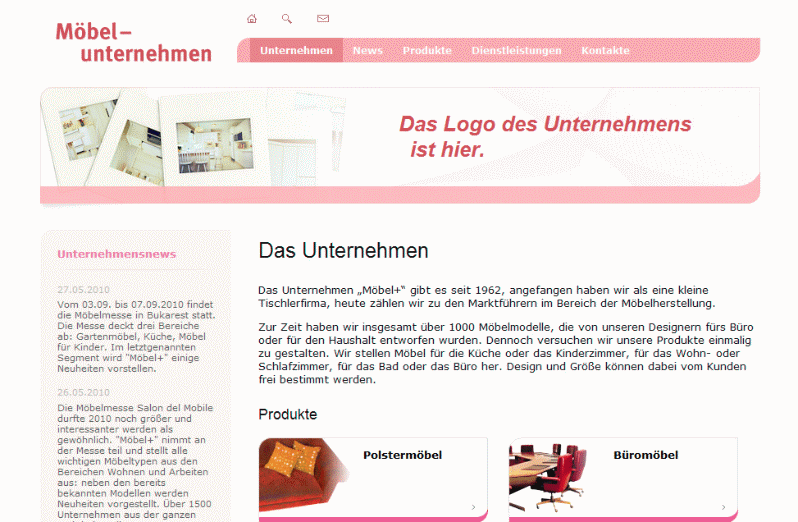 Möbel–
unternehmen
Unternehmen News Produkte Dienstleistungen Kontakte
Das Logo des Unternehmens
ist hier.
Unternehmensnews
27.05.2010
Vom 03.09. bis 07.09.2010 findet
die Möbelmesse in Bukarest statt.
Die Messe deckt drei Bereiche
ab: Gartenmöbel, Küche, Möbel
für Kinder. Im letztgenannten
Segment wird "Möbel+" einige
Neuheiten vorstellen.
26.05.2010
Die Möbelmesse Salon del Mobile
durfte 2010 noch größer und
interessanter werden als
gewöhnlich. "Möbel+" nimmt an
der Messe teil und stellt alle
wichtigen Möbeltypen aus den
Bereichen Wohnen und Arbeiten
aus: neben den bereits
bekannten Modellen werden
Neuheiten vorgestellt. Über 1500
Unternehmen aus der ganzen
Das Unternehmen
Das Unternehmen „Möbel+“ gibt es seit 1962, angefangen haben wir als eine kleine
Tischlerfirma, heute zählen wir zu den Marktführern im Bereich der Möbelherstellung.
Zur Zeit haben wir insgesamt über 1000 Möbelmodelle, die von unseren Designern fürs Büro
oder für den Haushalt entworfen wurden. Dennoch versuchen wir unsere Produkte einmalig
zu gestalten. Wir stellen Möbel für die Küche oder das Kinderzimmer, für das Wohn- oder
Schlafzimmer, für das Bad oder das Büro her. Design und Größe können dabei vom Kunden
frei bestimmt werden.
Produkte
Polstermöbel
Büromöbel